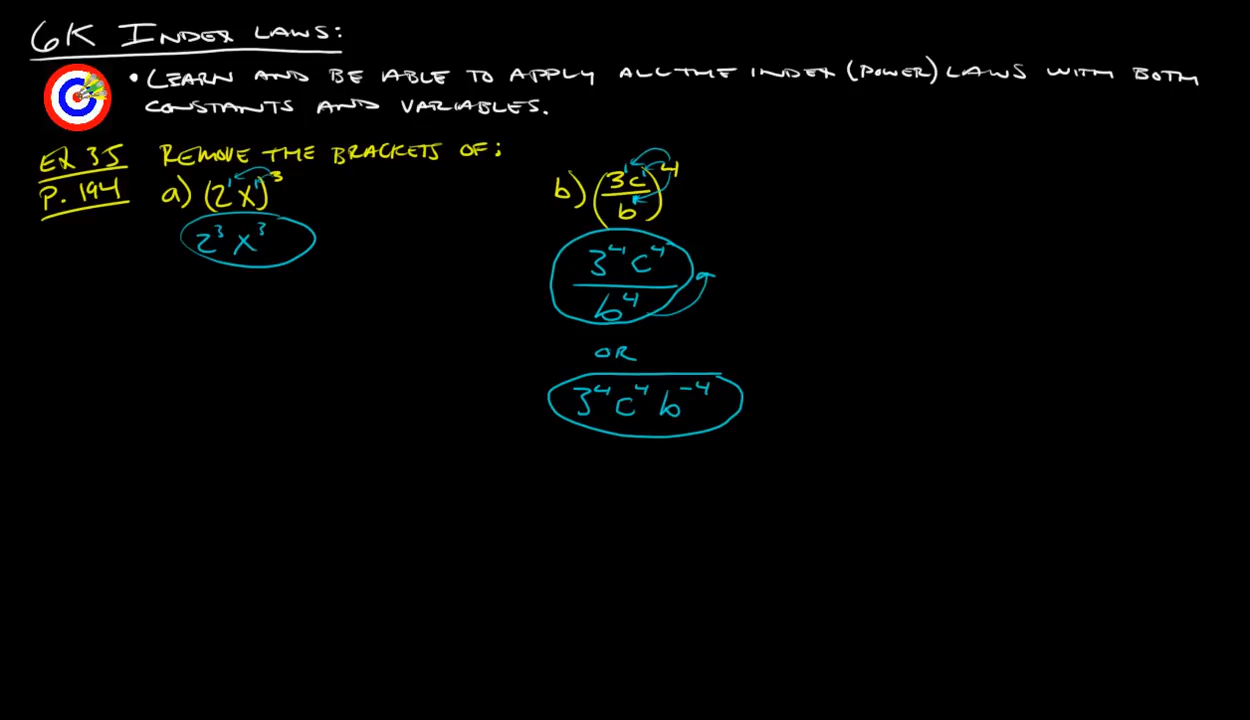 6K INDEX LAWS:
• LEARN AND BE ABLE TO APPLY ALL THE INDEX (POWER) LAWS WITH BOTH
CONSTANTS AND VARIABLES.
EX 35 REMOVE THE BRACKETS OF:
P. 194
a) (2¹x¹)³ b) (3¹c¹/b¹)⁴
2³x³
3⁴c⁴/b⁴
OR
3⁴c⁴b⁻⁴